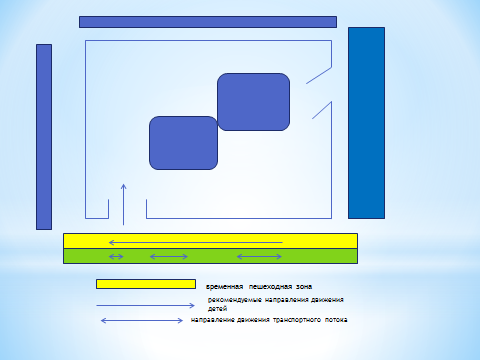 временная пешеходная зона
рекомендуемые направления движения
детей
направление движения транспортного потока